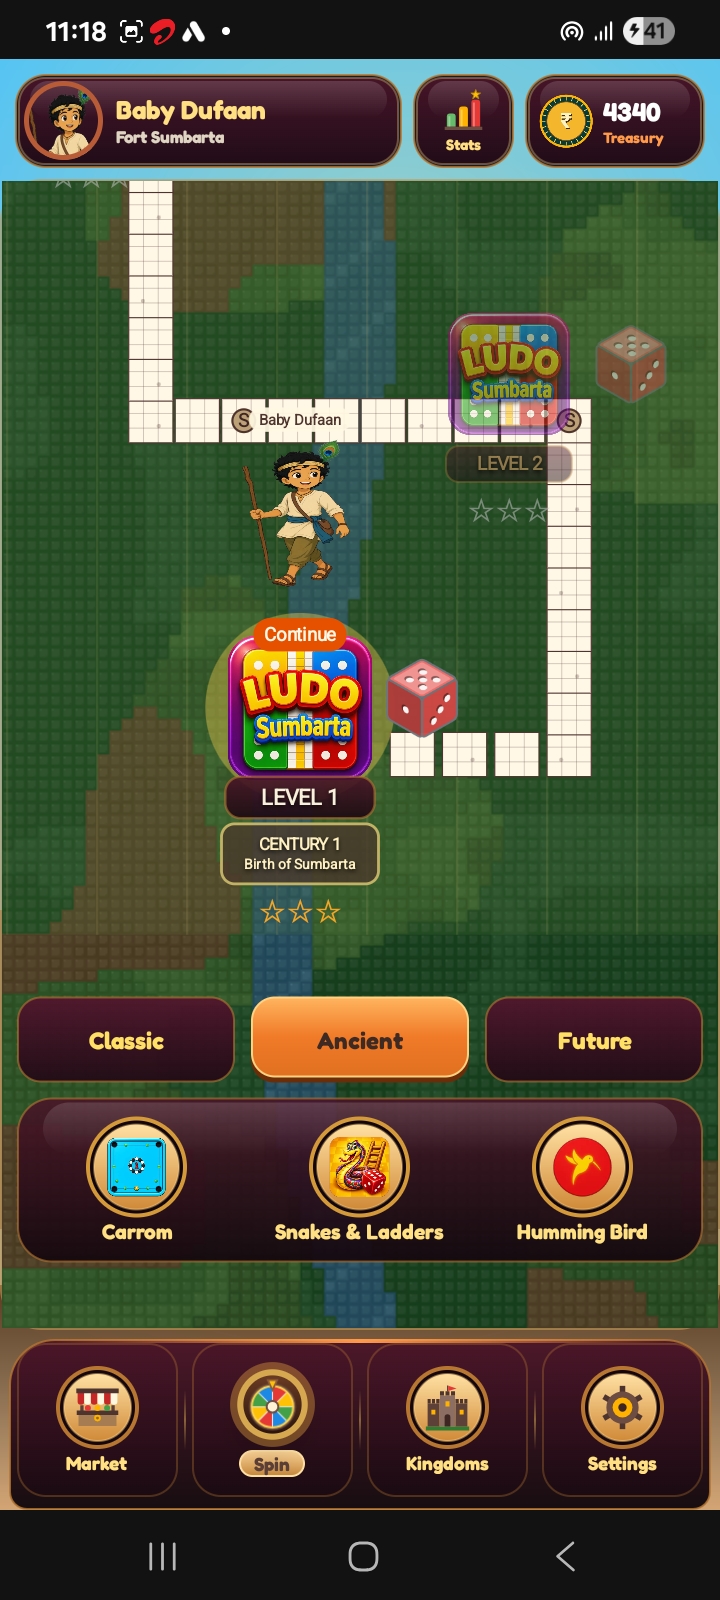 11:18
41
Baby Dufaan
Fort Sumbarta
Stats
₹
4340
Treasury
LUDO
Sumbarta
S
Baby Dufaan
S
LEVEL 2
Continue
LUDO
Sumbarta
LEVEL 1
CENTURY 1
Birth of Sumbarta
Classic
Ancient
Future
Carrom
Snakes & Ladders
Humming Bird
Market
Spin
Kingdoms
Settings